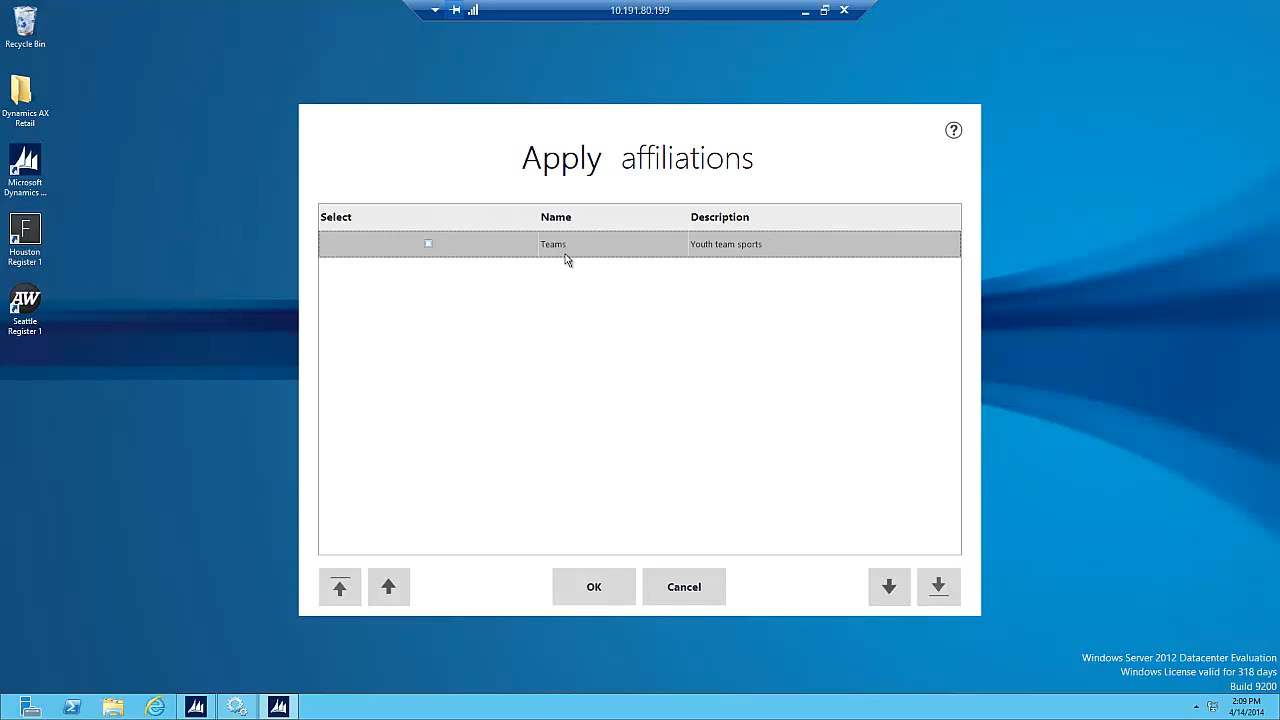 10.191.80.199
Recycle Bin
Dynamics AX
Retail
Microsoft
Dynamics ...
F
Houston
Register 1
AW
Seattle
Register 1
?
Apply affiliations
Select Name Description
Teams Youth team sports
OK Cancel
Windows Server 2012 Datacenter Evaluation
Windows License valid for 318 days
Build 9200
2:09 PM
4/14/2014